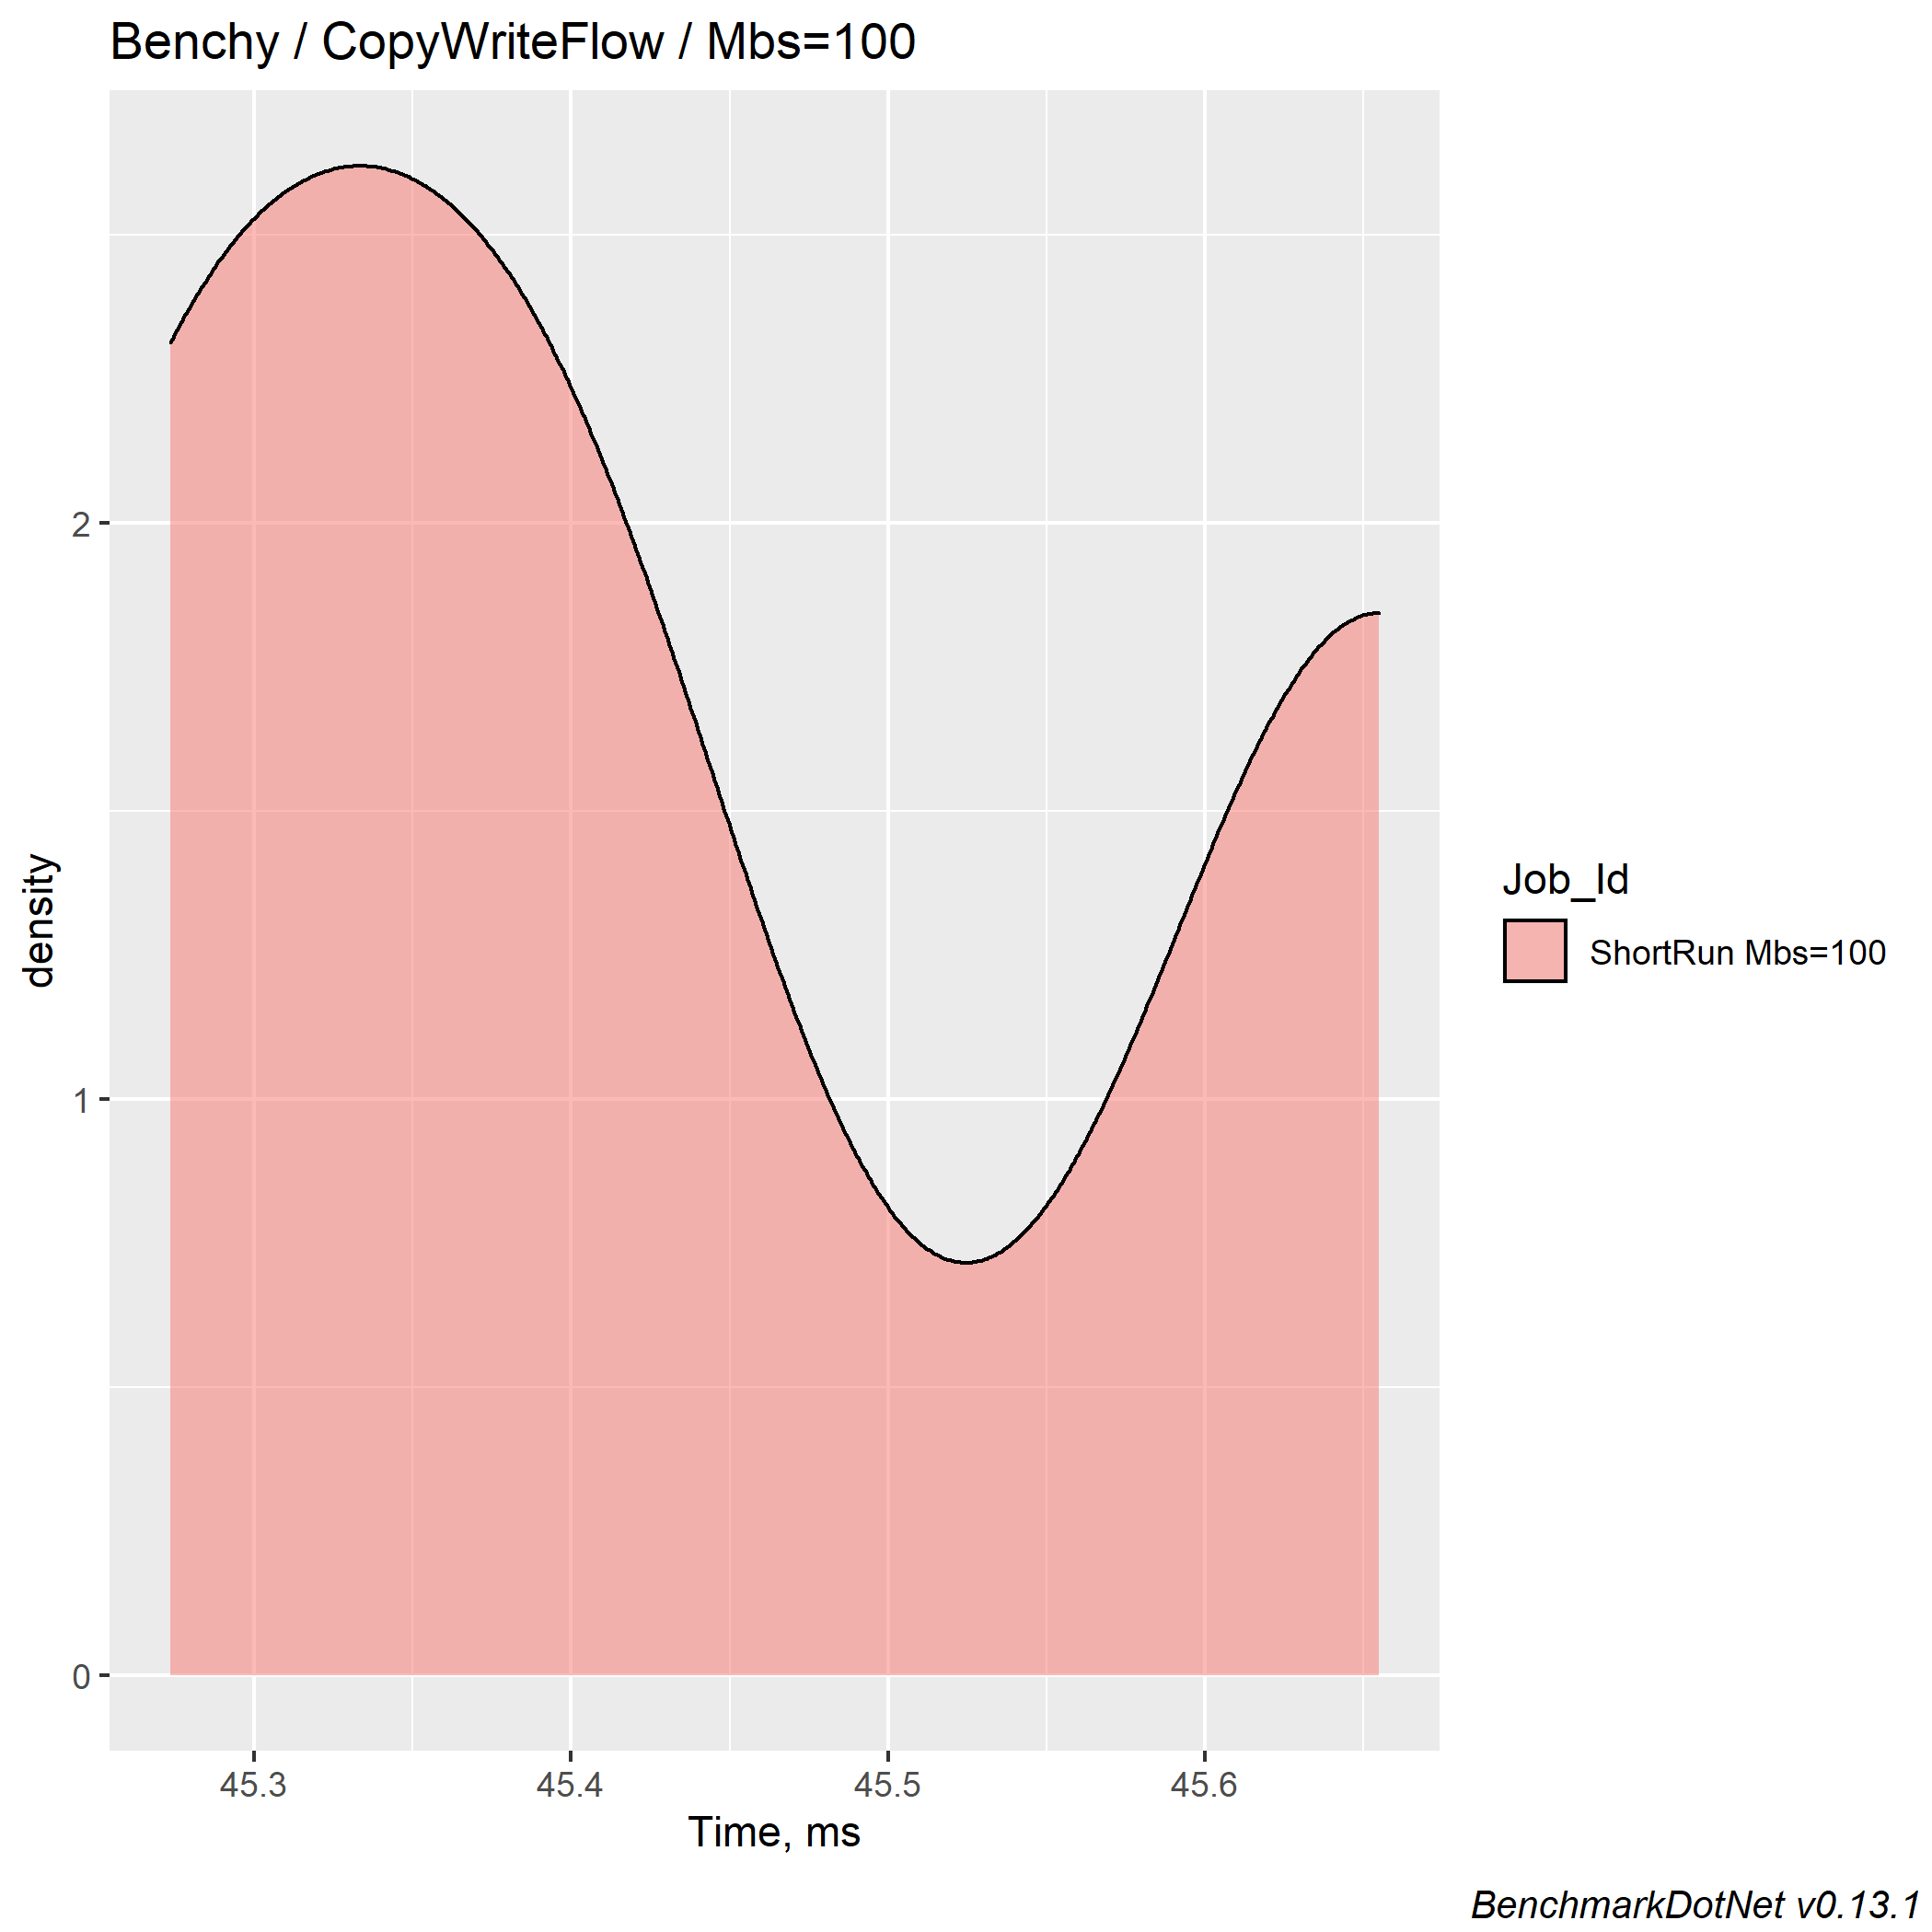 Benchy / CopyWriteFlow / Mbs=100
density
2
1
0
45.3 45.4 45.5 45.6
Time, ms
Job_Id
ShortRun Mbs=100
BenchmarkDotNet v0.13.1